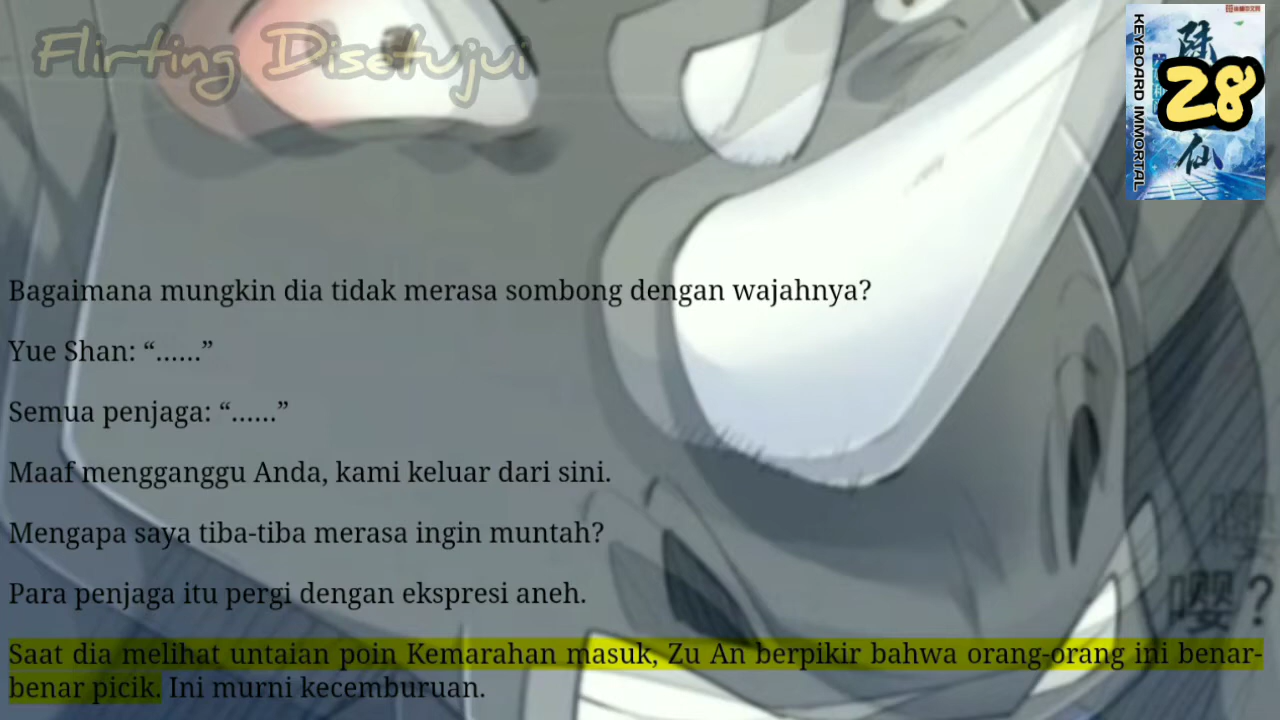 Flirting Disetujui
KEYBOARD IMMORTAL
28
仙
Bagaimana mungkin dia tidak merasa sombong dengan wajahnya?
Yue Shan: “......”
Semua penjaga: “......”
Maaf mengganggu Anda, kami keluar dari sini.
Mengapa saya tiba-tiba merasa ingin muntah?
Para penjaga itu pergi dengan ekspresi aneh.
嘤?
Saat dia melihat untaian poin Kemarahan masuk, Zu An berpikir bahwa orang-orang ini benar-
benar picik. Ini murni kecemburuan.